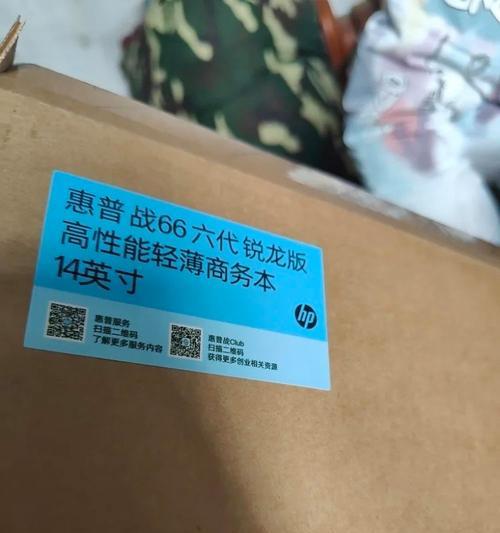 惠普 战66 六代 锐龙版
高性能轻薄商务本
14英寸
hp
惠普服务
扫描二维码
了解更多服务内容
惠普战Club
扫描二维码
获得更多创业相关资源